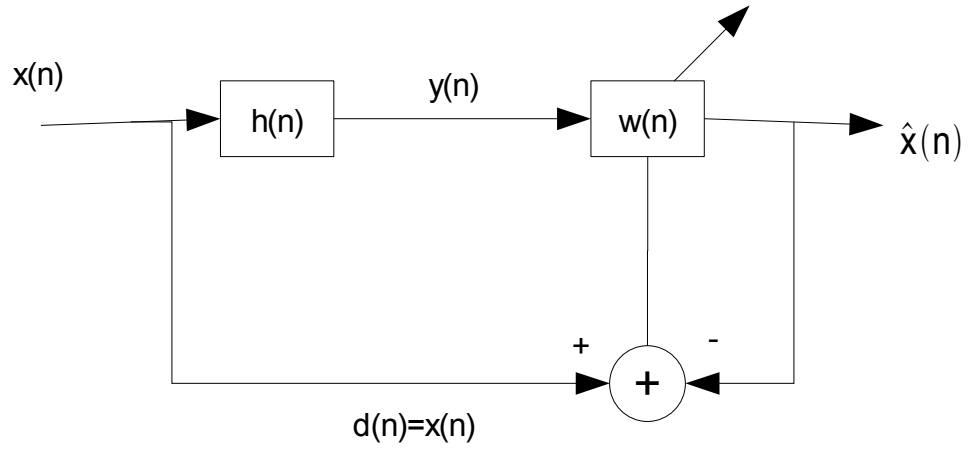 x(n)
h(n)
y(n)
w(n)
x̂(n)
+
-
+
d(n)=x(n)